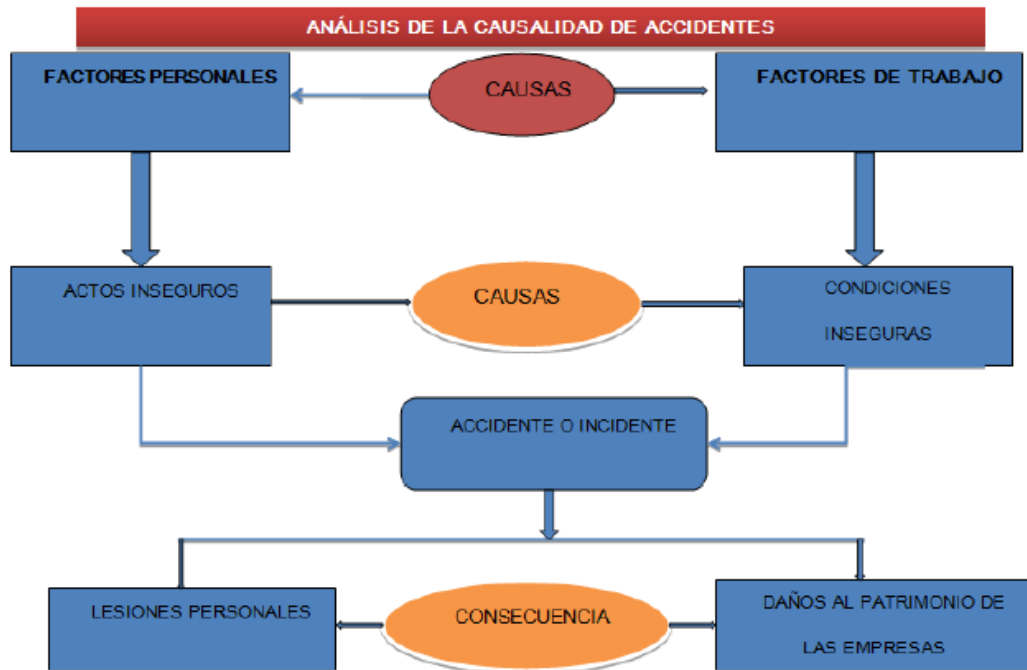 ANÁLISIS DE LA CAUSALIDAD DE ACCIDENTES
FACTORES PERSONALES
CAUSAS
FACTORES DE TRABAJO
ACTOS INSEGUROS
CAUSAS
CONDICIONES
INSEGURAS
ACCIDENTE O INCIDENTE
LESIONES PERSONALES
CONSECUENCIA
DAÑOS AL PATRIMONIO DE
LAS EMPRESAS